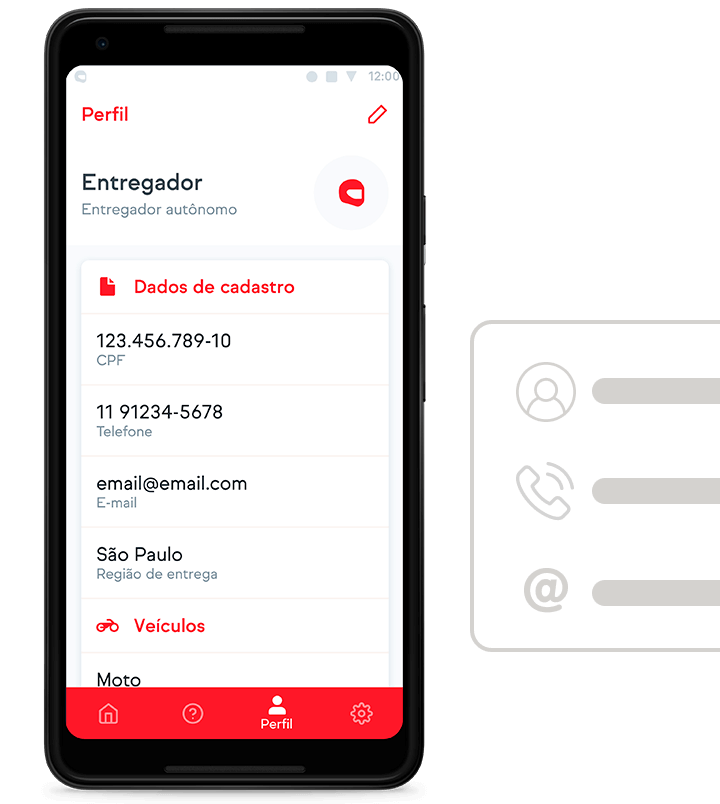 12:00
Perfil
Entregador
Entregador autônomo
Dados de cadastro
123.456.789-10
CPF
11 91234-5678
Telefone
email@email.com
E-mail
São Paulo
Região de entrega
Veículos
Moto
Perfil
@